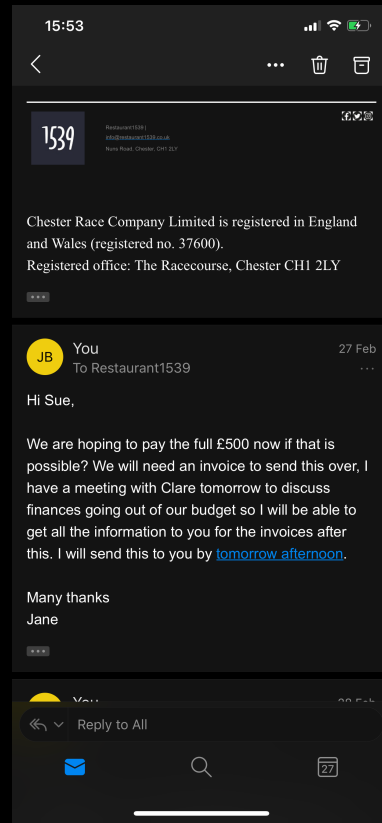 15:53
1539
Restaurant1539 |
info@restaurant1539.co.uk
Nuns Road, Chester, CH1 2LY
Chester Race Company Limited is registered in England
and Wales (registered no. 37600).
Registered office: The Racecourse, Chester CH1 2LY
JB
You
27 Feb
To Restaurant1539
Hi Sue,
We are hoping to pay the full £500 now if that is
possible? We will need an invoice to send this over, I
have a meeting with Clare tomorrow to discuss
finances going out of our budget so I will be able to
get all the information to you for the invoices after
this. I will send this to you by tomorrow afternoon.
Many thanks
Jane
You
Reply to All
27